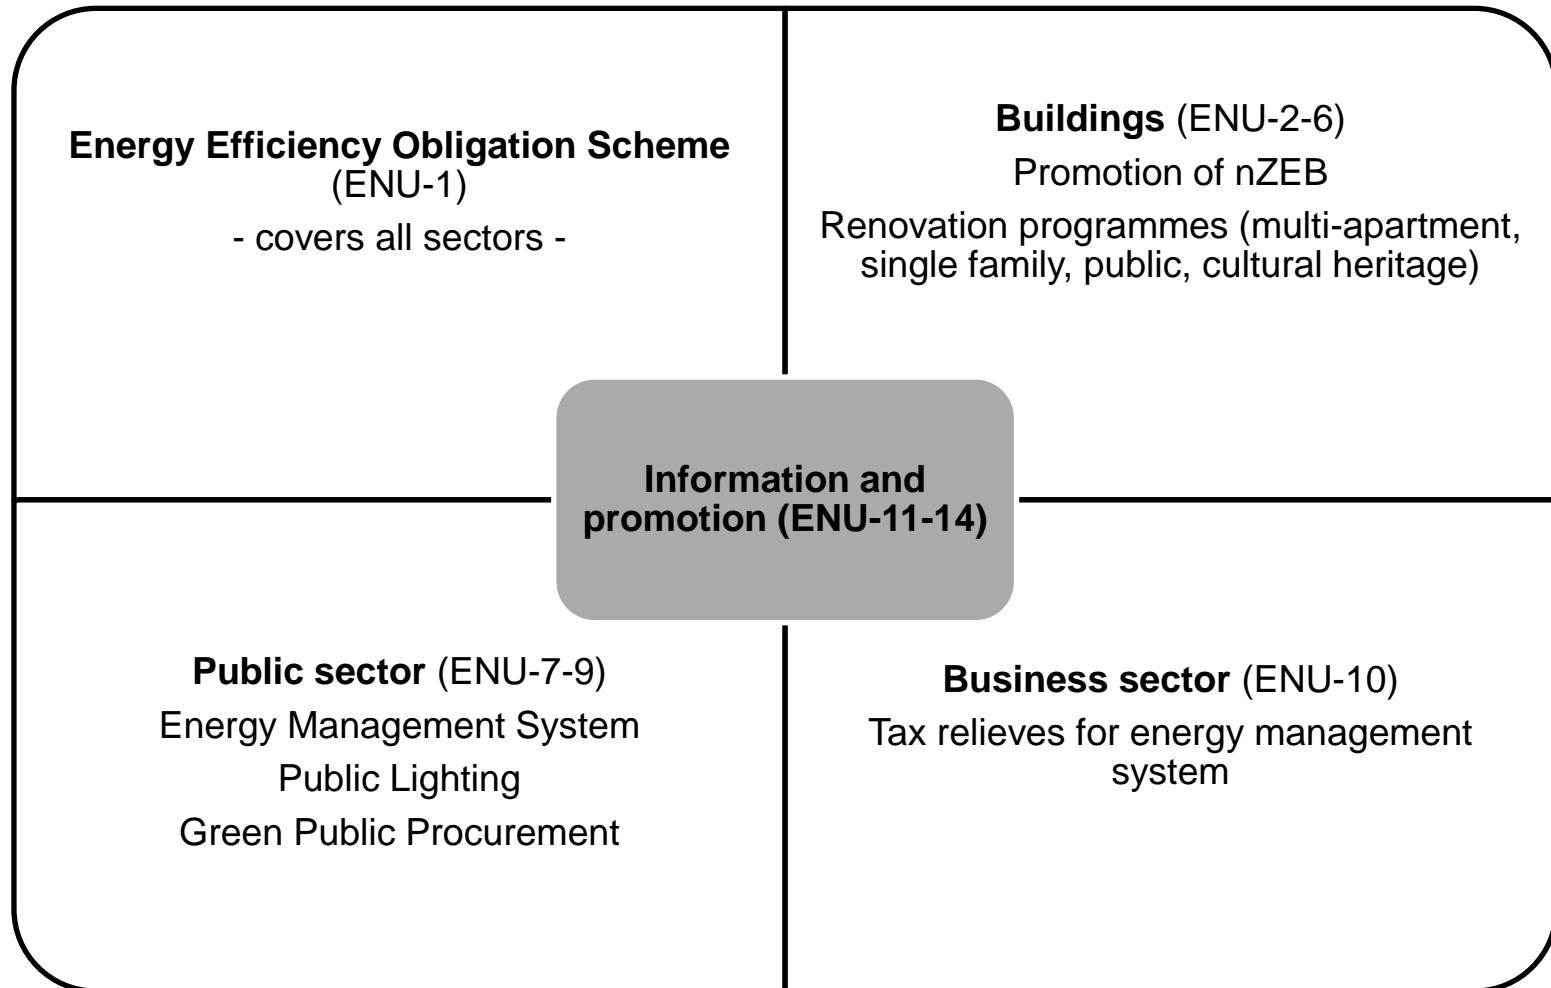 Energy Efficiency Obligation Scheme
(ENU-1)
- covers all sectors -
Buildings (ENU-2-6)
Promotion of nZEB
Renovation programmes (multi-apartment,
single family, public, cultural heritage)
Information and
promotion (ENU-11-14)
Public sector (ENU-7-9)
Energy Management System
Public Lighting
Green Public Procurement
Business sector (ENU-10)
Tax relieves for energy management
system